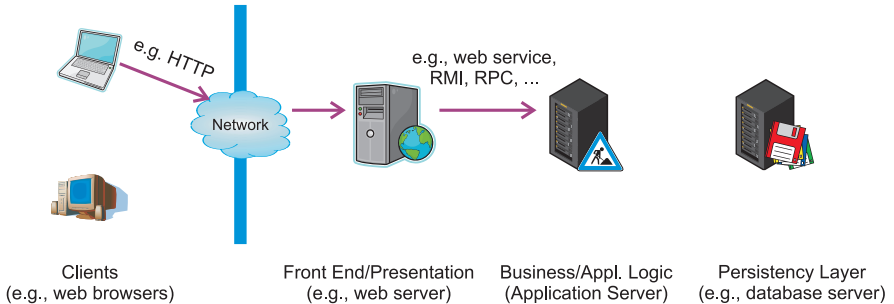 e.g. HTTP
e.g., web service,
RMI, RPC, ...
Network
Clients
(e.g., web browsers)
Front End/Presentation
(e.g., web server)
Business/Appl. Logic
(Application Server)
Persistency Layer
(e.g., database server)